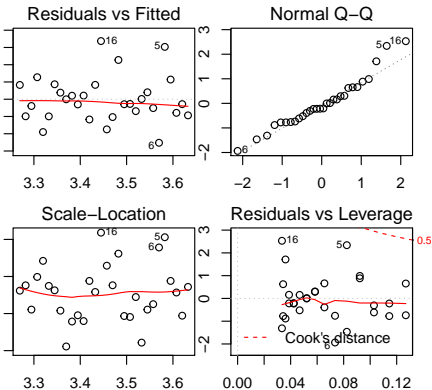 Residuals vs Fitted
16
5
6
3
2
1
0
−2
3.3 3.4 3.5 3.6
Normal Q−Q
5 16
6
−2 −1 0 1 2
Scale−Location
16
5
6
3
2
1
0
−2
3.3 3.4 3.5 3.6
Residuals vs Leverage
16
5
0.5
Cook's distance
6
0.00 0.04 0.08 0.12